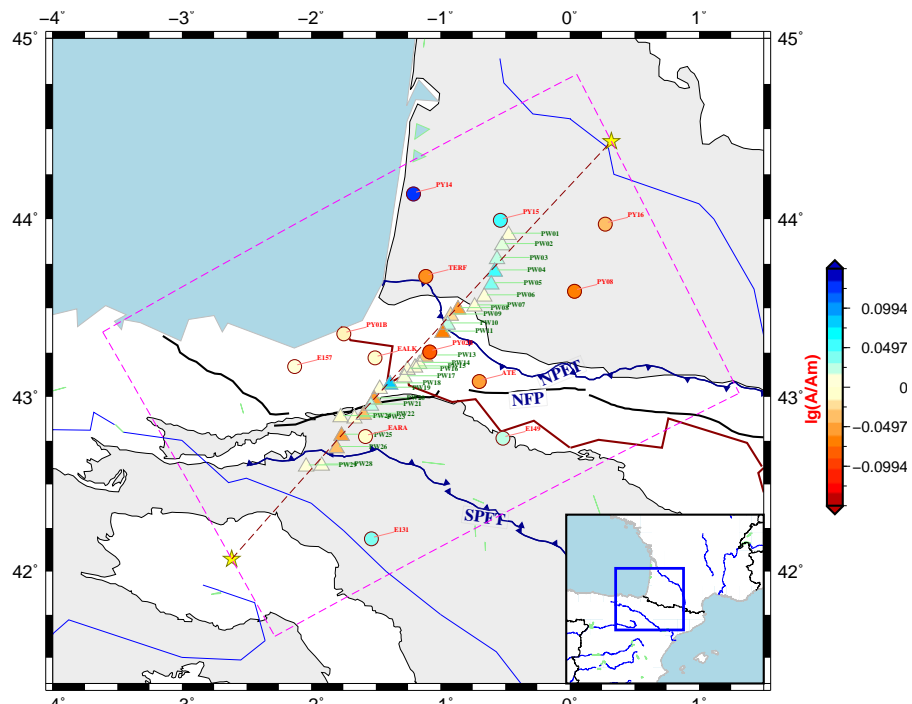 −4˚ −3˚ −2˚ −1˚ 0˚ 1˚
45˚ 45˚
PY14
44˚ PY15 PY16 44˚
PW01
PW02
PW03
TERF PW04
PW05 PY08
PW06
PW07
PW08
PW09
PW10
PY01B PW11
EALK
PW13
E157 PW14
PW16
PW17 ATE NPFT
43˚ PW18 43˚
PW19 NFP
PW21
PW22
EARA E149
PW25
PW26
PW28
SPFT
E131
42˚ 42˚
−4˚ −3˚ −2˚ −1˚ 0˚ 1˚
0.0994
0.0497
0
−0.0497
−0.0994
lg(A/Am)